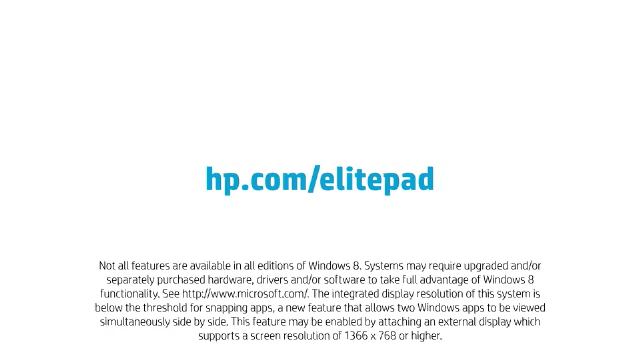 hp.com/elitepad
Not all features are available in all editions of Windows 8. Systems may require upgraded and/or
separately purchased hardware, drivers and/or software to take full advantage of Windows 8
functionality. See http://www.microsoft.com/. The integrated display resolution of this system is
below the threshold for snapping apps, a new feature that allows two Windows apps to be viewed
simultaneously side by side. This feature may be enabled by attaching an external display which
supports a screen resolution of 1366 x 768 or higher.